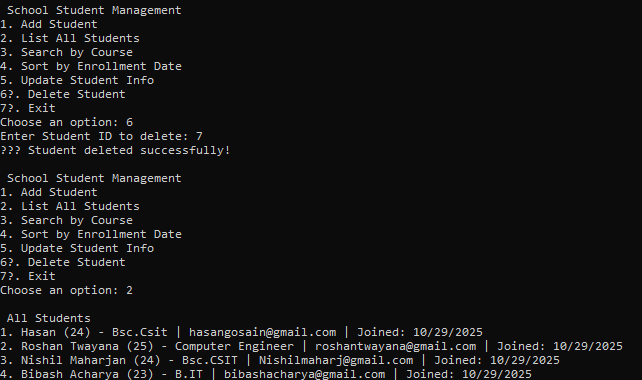 School Student Management
1. Add Student
2. List All Students
3. Search by Course
4. Sort by Enrollment Date
5. Update Student Info
6?. Delete Student
7?. Exit
Choose an option: 6
Enter Student ID to delete: 7
??? Student deleted successfully!
School Student Management
1. Add Student
2. List All Students
3. Search by Course
4. Sort by Enrollment Date
5. Update Student Info
6?. Delete Student
7?. Exit
Choose an option: 2
All Students
1. Hasan (24) - Bsc.Csit | hasangosain@gmail.com | Joined: 10/29/2025
2. Roshan Twayana (25) - Computer Engineer | roshantwayana@gmail.com | Joined: 10/29/2025
3. Nishil Maharjan (24) - Bsc.CSIT | Nishilmaharj@gmail.com | Joined: 10/29/2025
4. Bibash Acharya (23) - B.IT | bibashacharya@gmail.com | Joined: 10/29/2025